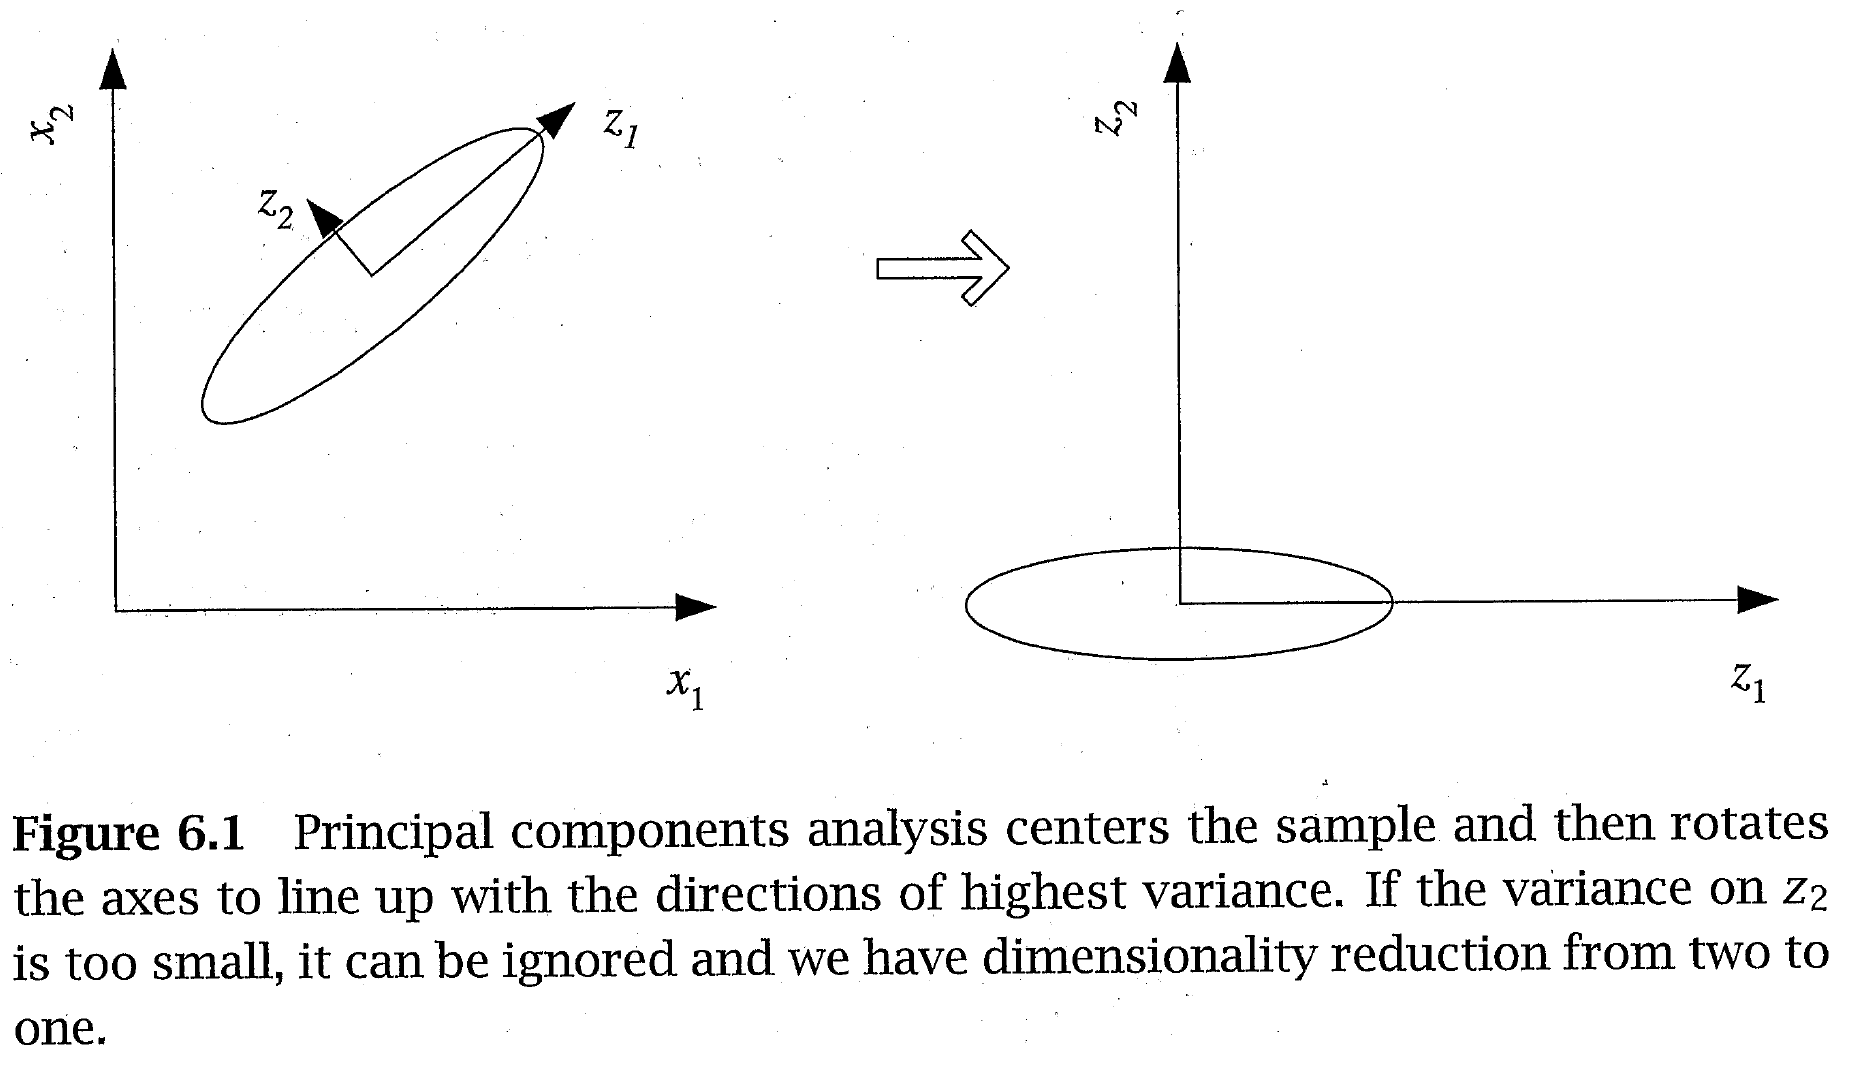 x2
z1
z2
x1
z2
z1
Figure 6.1 Principal components analysis centers the sample and then rotates
the axes to line up with the directions of highest variance. If the variance on z2
is too small, it can be ignored and we have dimensionality reduction from two to
one.